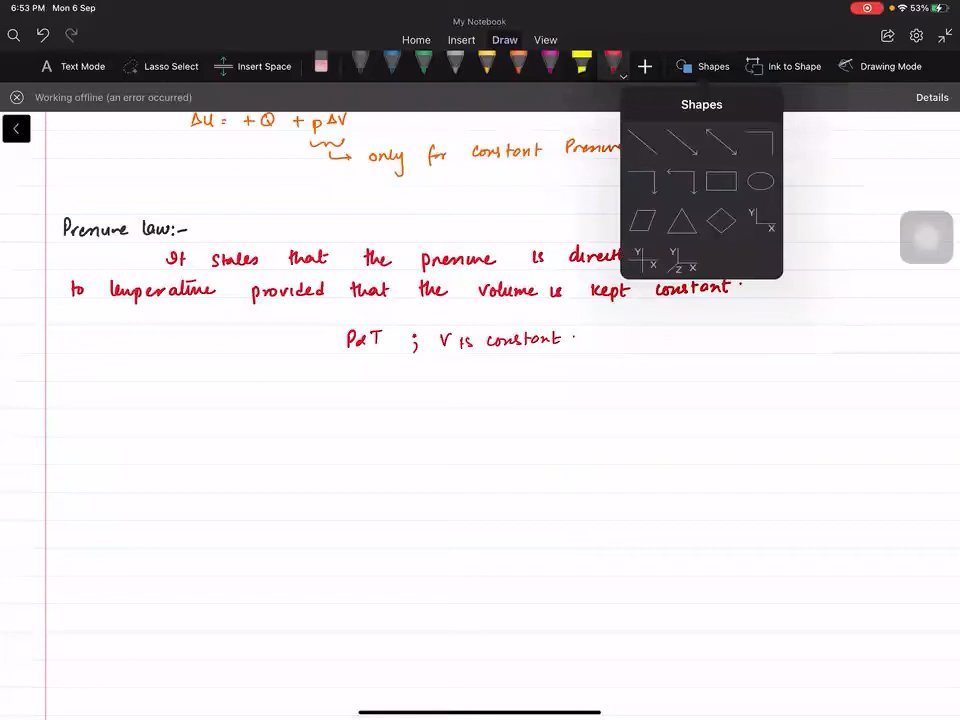 6:53 PM Mon 6 Sep
53%
My Notebook
Home Insert Draw View
Text Mode Lasso Select Insert Space Shapes Ink to Shape Drawing Mode
Working offline (an error occurred) Details
Shapes
Y X
Y X
Y Z X
ΔU = + Q + pΔV
only for constant
Pressure law:-
It states that the pressure is
to temperature provided that the volume is kept constant.
P α T ; V is constant.